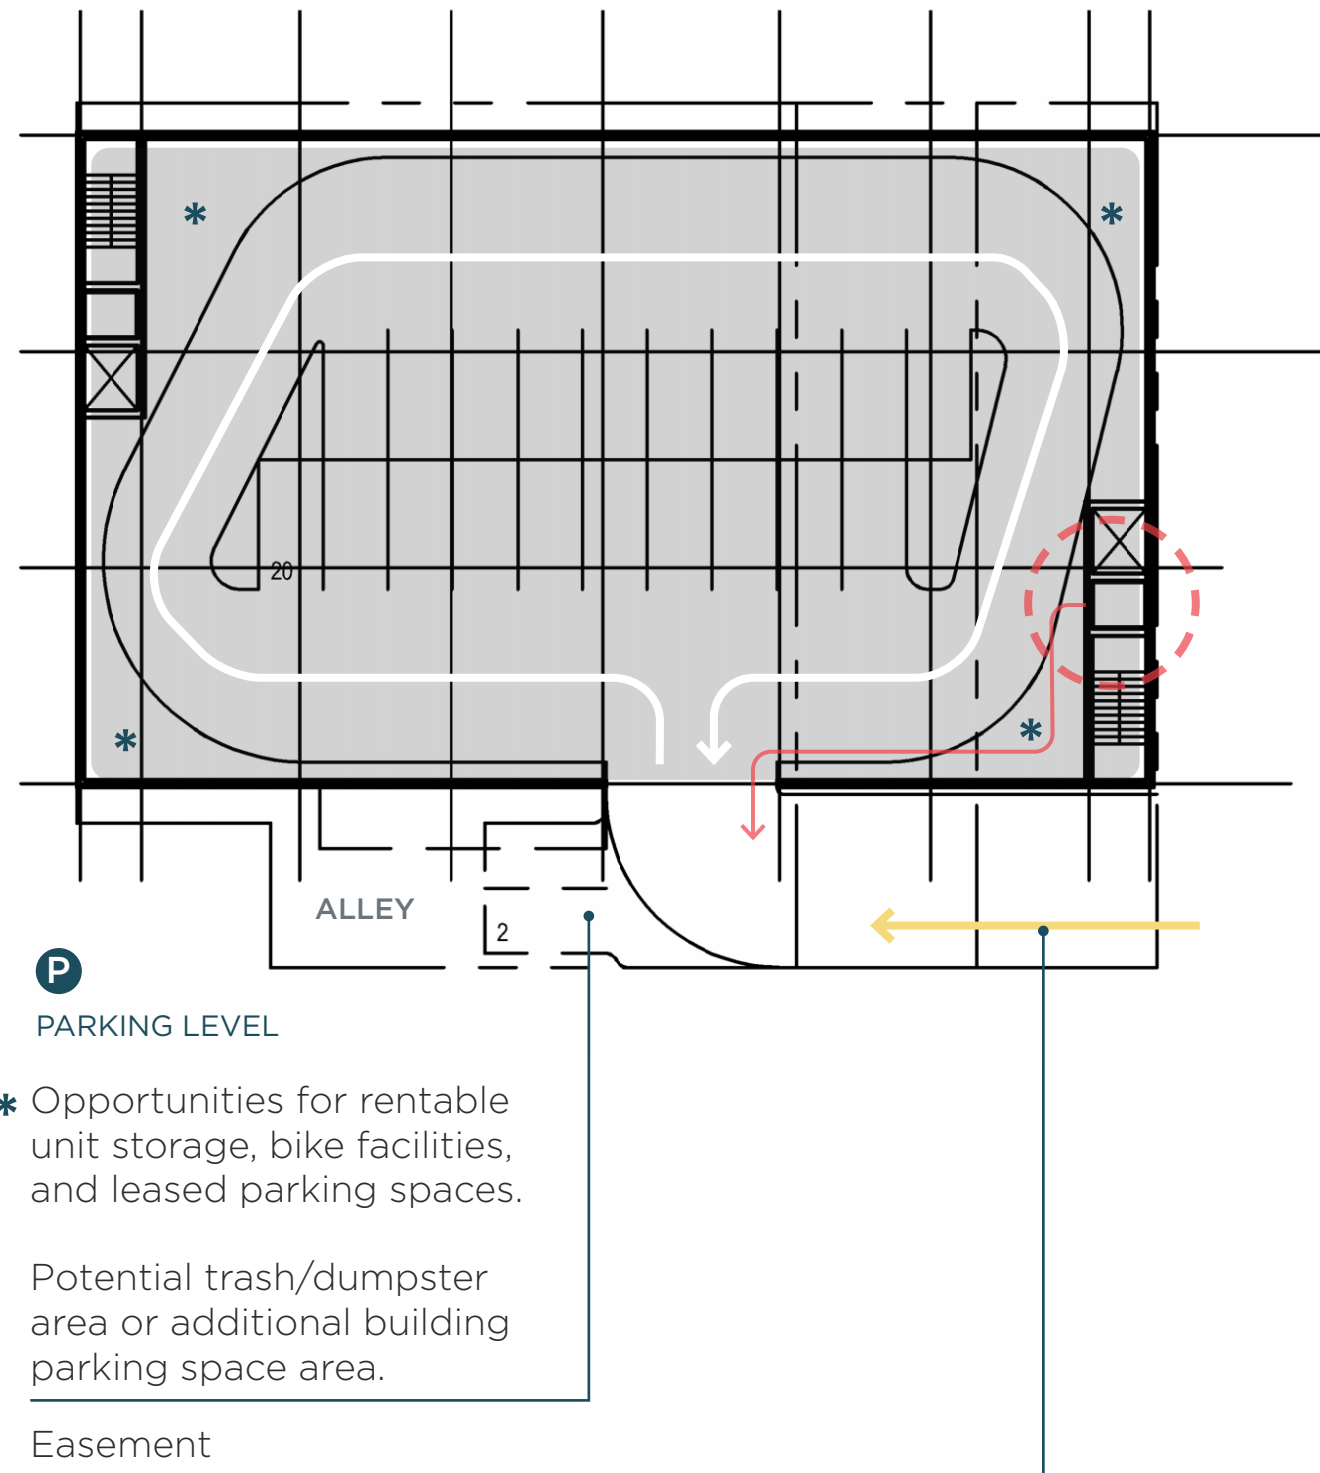 20
ALLEY
2
P
PARKING LEVEL
* Opportunities for rentable
unit storage, bike facilities,
and leased parking spaces.
Potential trash/dumpster
area or additional building
parking space area.
Easement